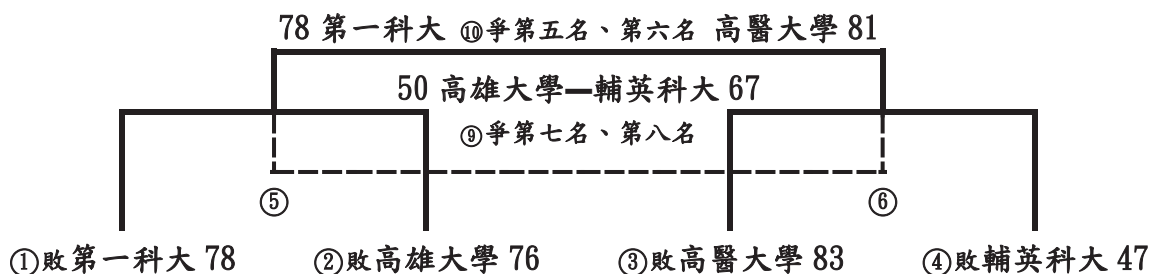 78 第一科大 ⑩爭第五名、第六名 高醫大學 81
50 高雄大學—輔英科大 67
⑨爭第七名、第八名
⑤ ⑥
①敗第一科大 78 ②敗高雄大學 76 ③敗高醫大學 83 ④敗輔英科大 47